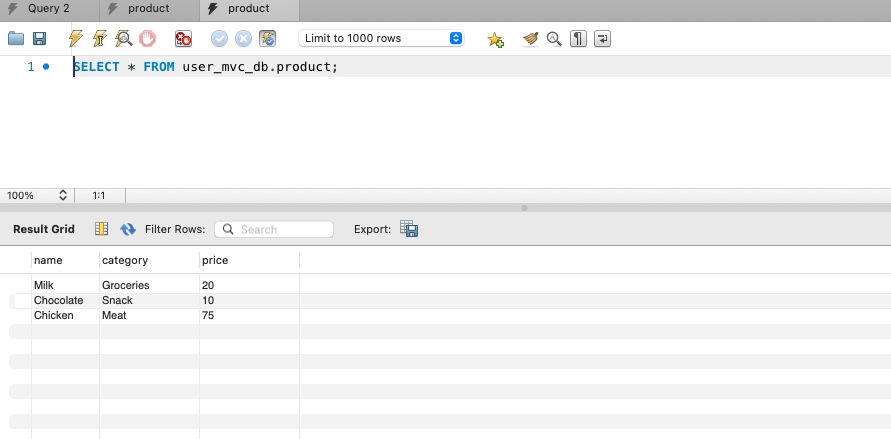 Query 2 product product
Limit to 1000 rows
1 SELECT * FROM user_mvc_db.product;
100% 1:1
Result Grid Filter Rows: Search Export:
name category price
Milk Groceries 20
Chocolate Snack 10
Chicken Meat 75